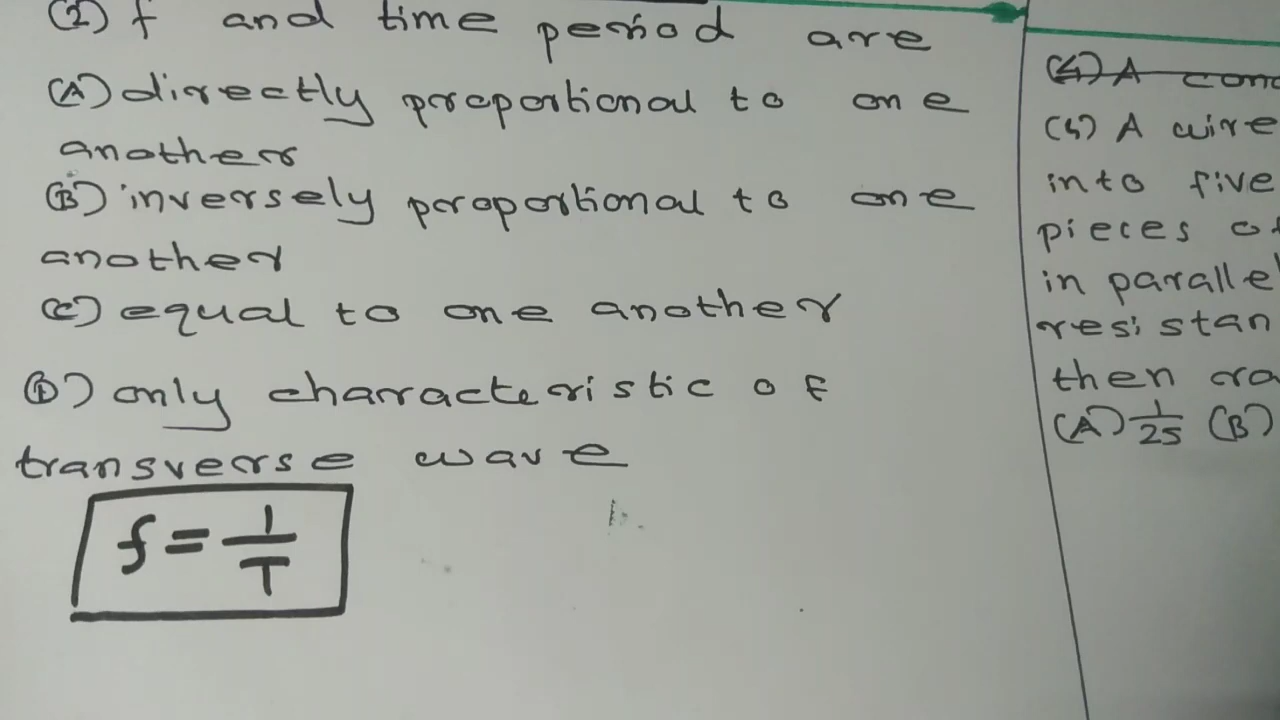 (2) f and time period are
(A) directly proportional to one
another
(B) inversely proportional to one
another
(C) equal to one another
(D) only characteristic of
transverse wave
f = 1/T
(4) A cond
(5) A wire
into five
pieces of
in paralle
resistan
then ra
(A) 1/25 (B)